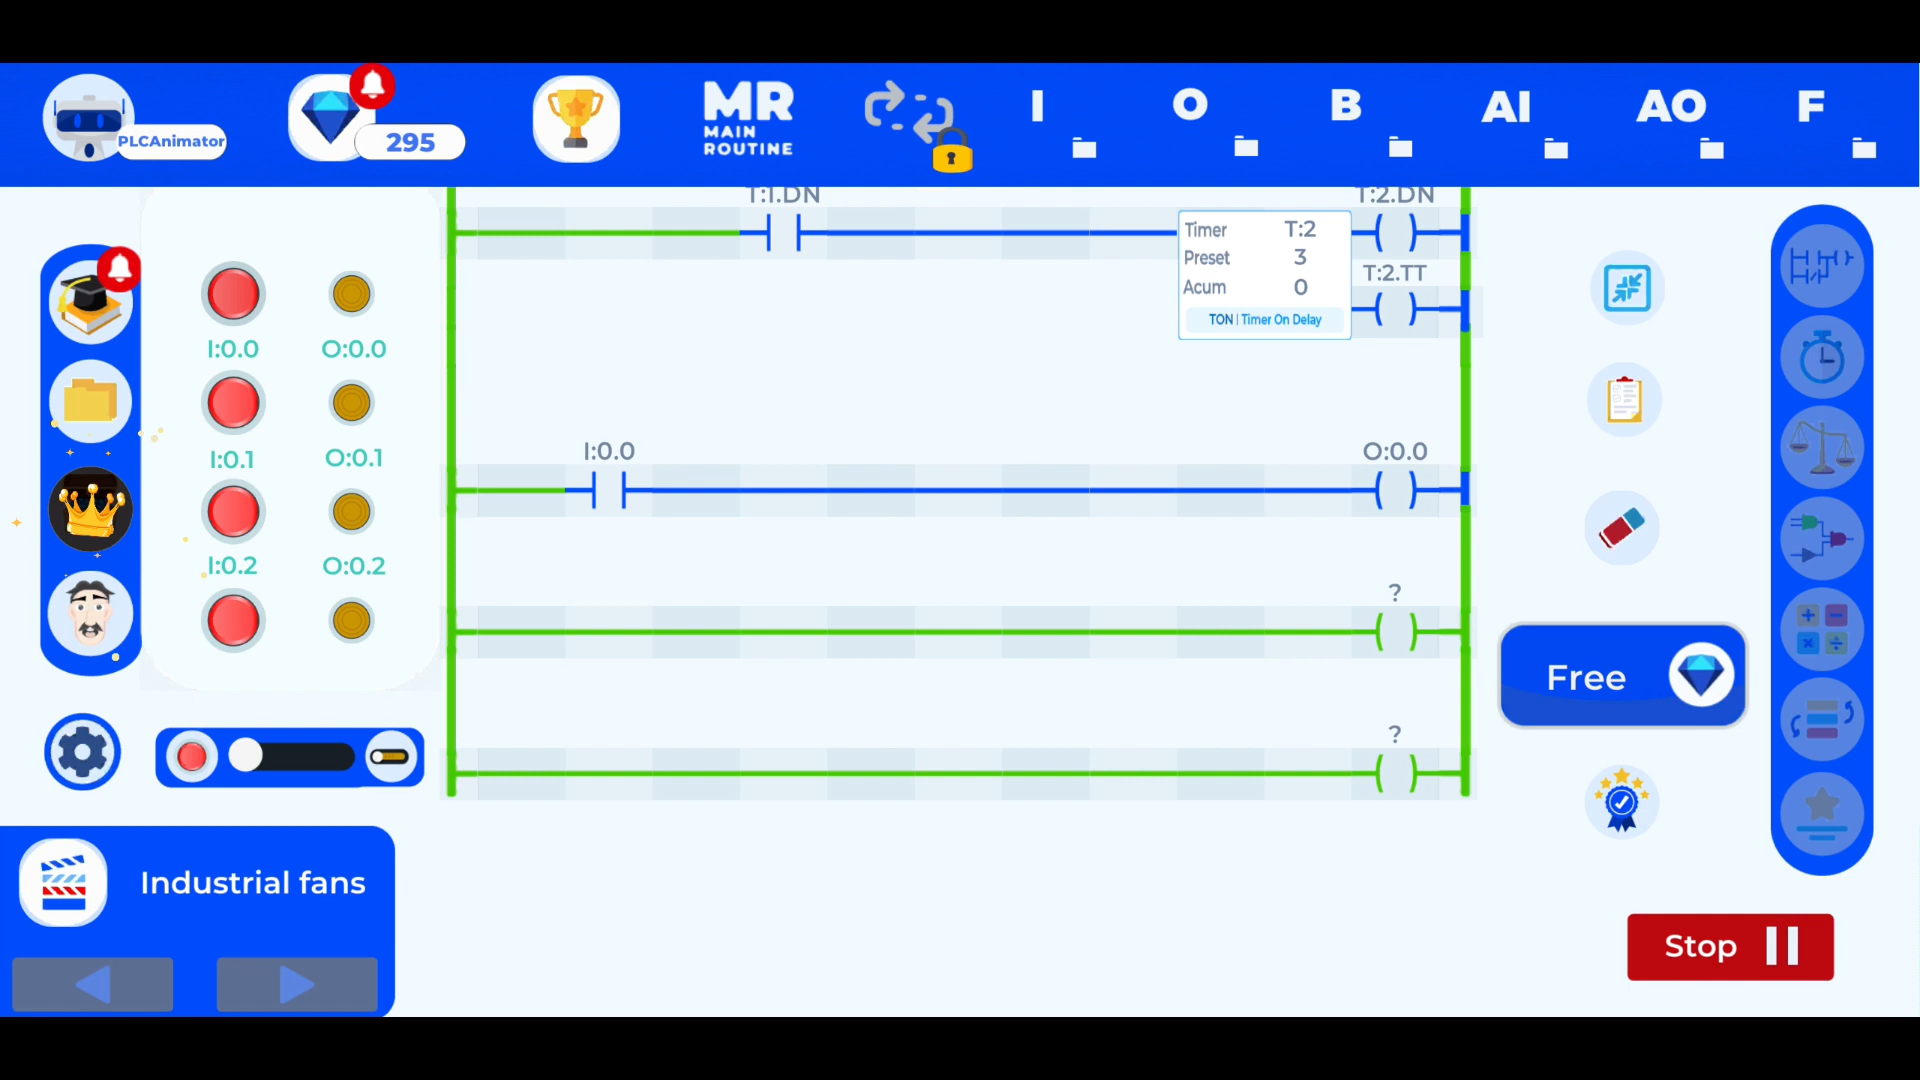 PLCAnimator
295
MR
MAIN
ROUTINE
I
O
B
AI
AO
F
T:1.DN
T:2.DN
Timer T:2
Preset 3
Acum 0
TON | Timer On Delay
T:2.TT
I:0.0 O:0.0
I:0.1 O:0.1
I:0.2 O:0.2
I:0.0
O:0.0
?
?
Free
Industrial fans
Stop